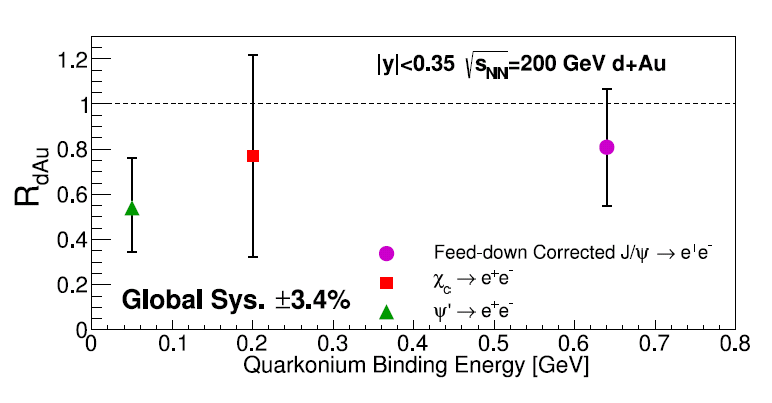 |y|<0.35 √sNN=200 GeV d+Au
1.2
1
0.8
0.6
0.4
0.2
0
RdAu
Feed-down Corrected J/ψ → e+e-
χc → e+e-
ψ' → e+e-
Global Sys. ±3.4%
0 0.1 0.2 0.3 0.4 0.5 0.6 0.7 0.8
Quarkonium Binding Energy [GeV]